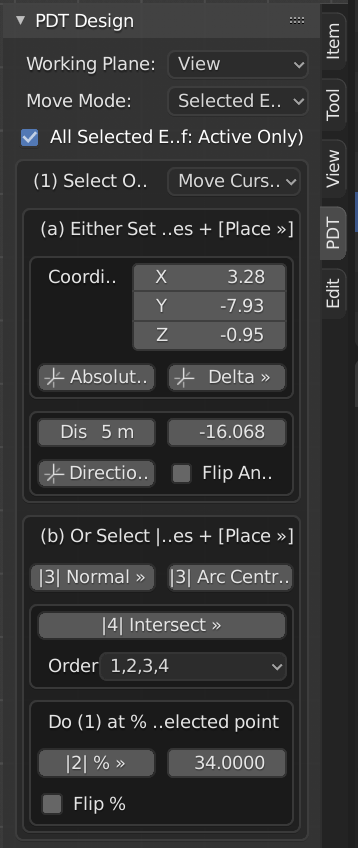 PDT Design
Working Plane: View
Move Mode: Selected E..
All Selected E..f: Active Only)
(1) Select O.. Move Curs..
(a) Either Set ..es + [Place »]
Coordi.. X 3.28
Y -7.93
Z -0.95
Absolut.. Delta »
Dis 5 m -16.068
Directio.. Flip An..
(b) Or Select |..es + [Place »]
|3| Normal » |3| Arc Centr..
|4| Intersect »
Order 1,2,3,4
Do (1) at % ..elected point
|2| % » 34.0000
Flip %
Item
Tool
View
PDT
Edit